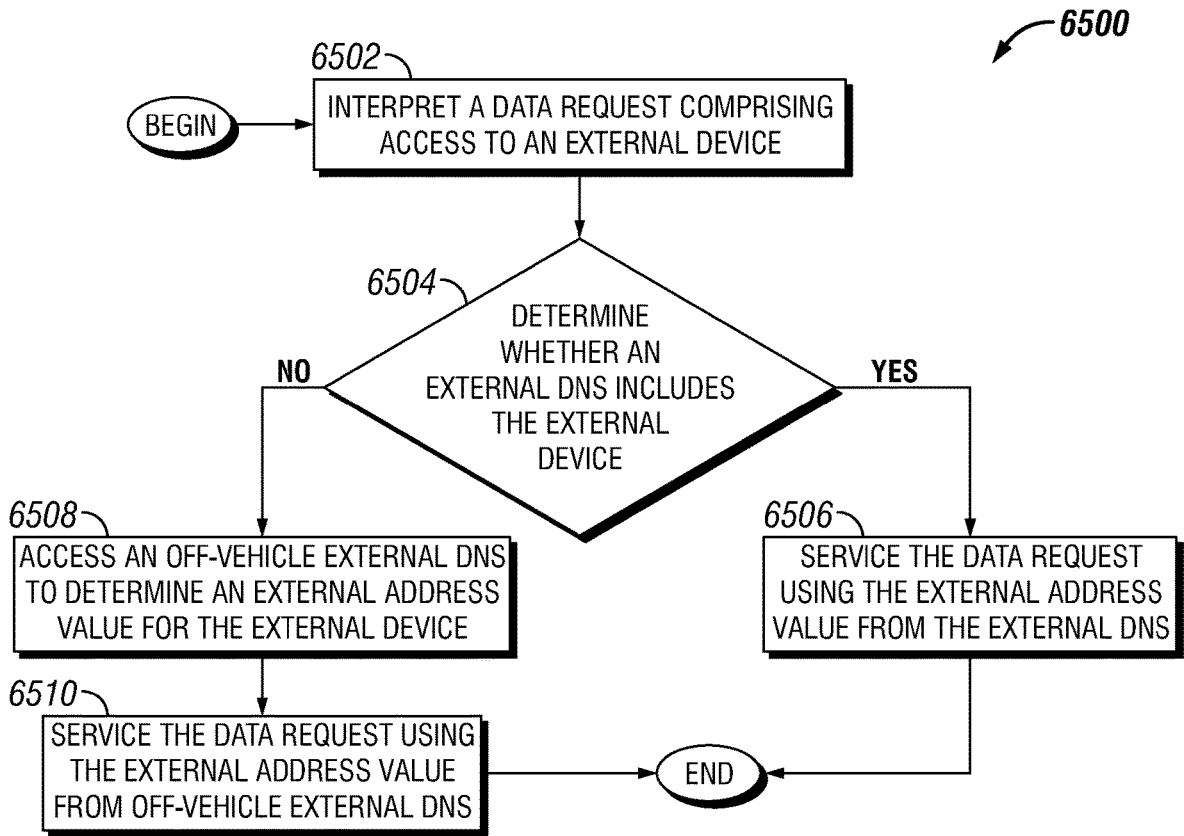 6500
6502
BEGIN
INTERPRET A DATA REQUEST COMPRISING
ACCESS TO AN EXTERNAL DEVICE
6504
DETERMINE
WHETHER AN
EXTERNAL DNS INCLUDES
THE EXTERNAL
DEVICE
NO
YES
6508
ACCESS AN OFF-VEHICLE EXTERNAL DNS
TO DETERMINE AN EXTERNAL ADDRESS
VALUE FOR THE EXTERNAL DEVICE
6506
SERVICE THE DATA REQUEST
USING THE EXTERNAL ADDRESS
VALUE FROM THE EXTERNAL DNS
6510
SERVICE THE DATA REQUEST USING
THE EXTERNAL ADDRESS VALUE
FROM OFF-VEHICLE EXTERNAL DNS
END